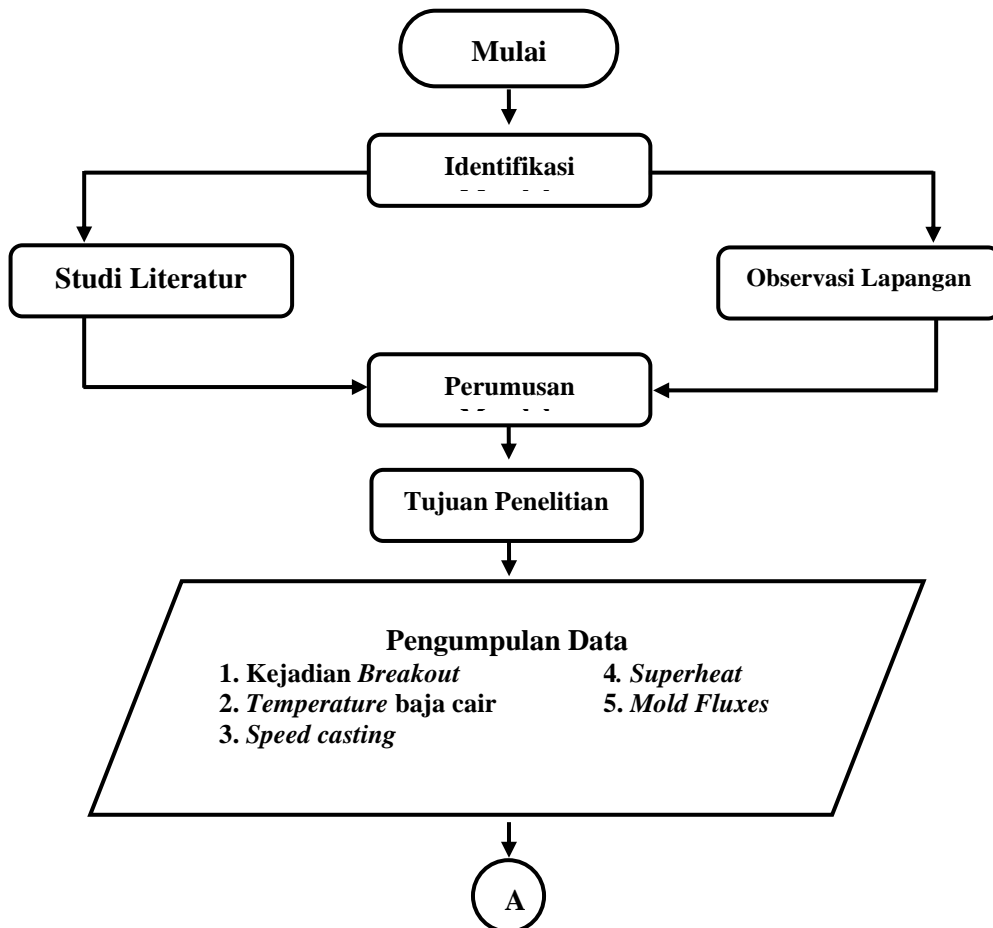 Mulai
Identifikasi
Studi Literatur
Observasi Lapangan
Perumusan
Tujuan Penelitian
Pengumpulan Data
1. Kejadian Breakout
2. Temperature baja cair
3. Speed casting
4. Superheat
5. Mold Fluxes
A